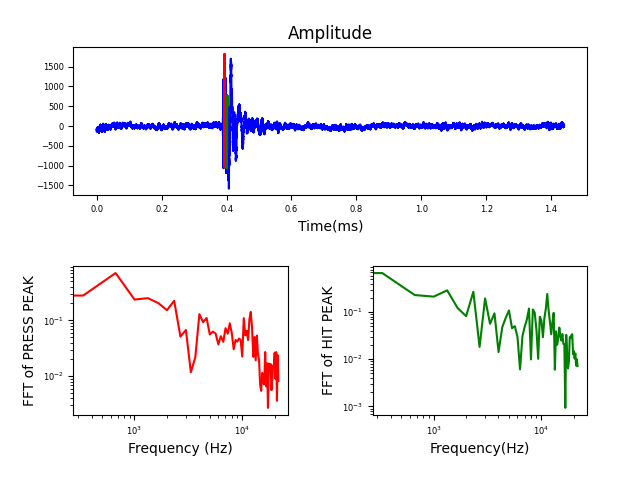 Amplitude
1500
1000
500
0
−500
−1000
−1500
0.0 0.2 0.4 0.6 0.8 1.0 1.2 1.4
Time(ms)
FFT of PRESS PEAK
10⁻¹
10⁻²
10³ 10⁴
Frequency (Hz)
FFT of HIT PEAK
10⁻¹
10⁻²
10⁻³
10³ 10⁴
Frequency(Hz)